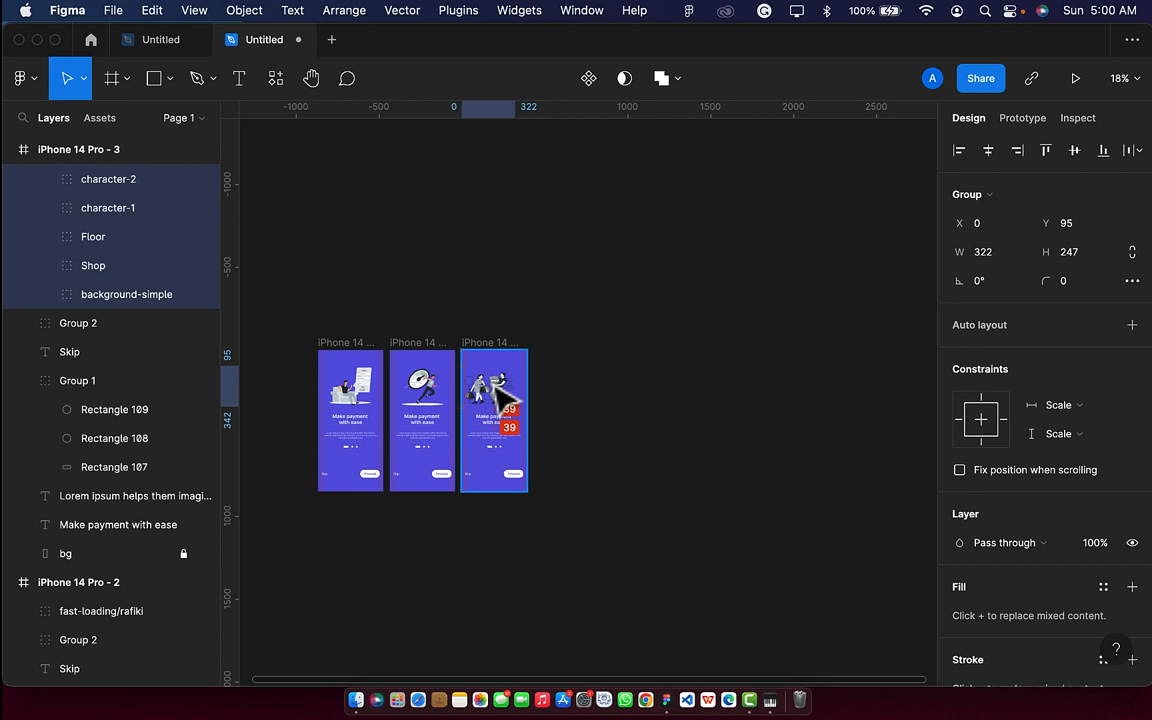 Figma File Edit View Object Text Arrange Vector Plugins Widgets Window Help 100% Sun 5:00 AM
Untitled Untitled
A Share 18%
Layers Assets Page 1
-1000 -500 0 322 1000 1500 2000 2500
Design Prototype Inspect
iPhone 14 Pro - 3
character-2
character-1
Floor
Shop
background-simple
Group 2
Skip
Group 1
Rectangle 109
Rectangle 108
Rectangle 107
Lorem ipsum helps them imagi...
Make payment with ease
bg
iPhone 14 Pro - 2
fast-loading/rafiki
Group 2
Skip
-1000
-500
95
342
1000
1500
iPhone 14 ... iPhone 14 ... iPhone 14 ...
Make payment
with ease
Skip
Proceed
Make payment
with ease
Skip
Proceed
39
39
Proceed
Group
X 0 Y 95
W 322 H 247
0° 0
Auto layout
Constraints
Scale
Scale
Fix position when scrolling
Layer
Pass through 100%
Fill
Click + to replace mixed content.
?
Stroke